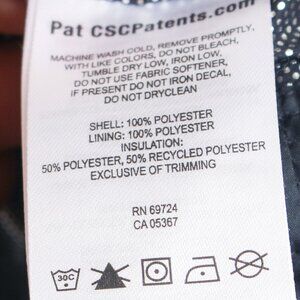 Pat CSCPatents.com
MACHINE WASH COLD, REMOVE PROMPTLY,
WITH LIKE COLORS, DO NOT BLEACH,
TUMBLE DRY LOW, IRON LOW,
DO NOT USE FABRIC SOFTENER,
IF PRESENT DO NOT IRON DECAL,
DO NOT DRYCLEAN
SHELL: 100% POLYESTER
LINING: 100% POLYESTER
INSULATION:
50% POLYESTER, 50% RECYCLED POLYESTER
EXCLUSIVE OF TRIMMING
RN 69724
CA 05367
30C